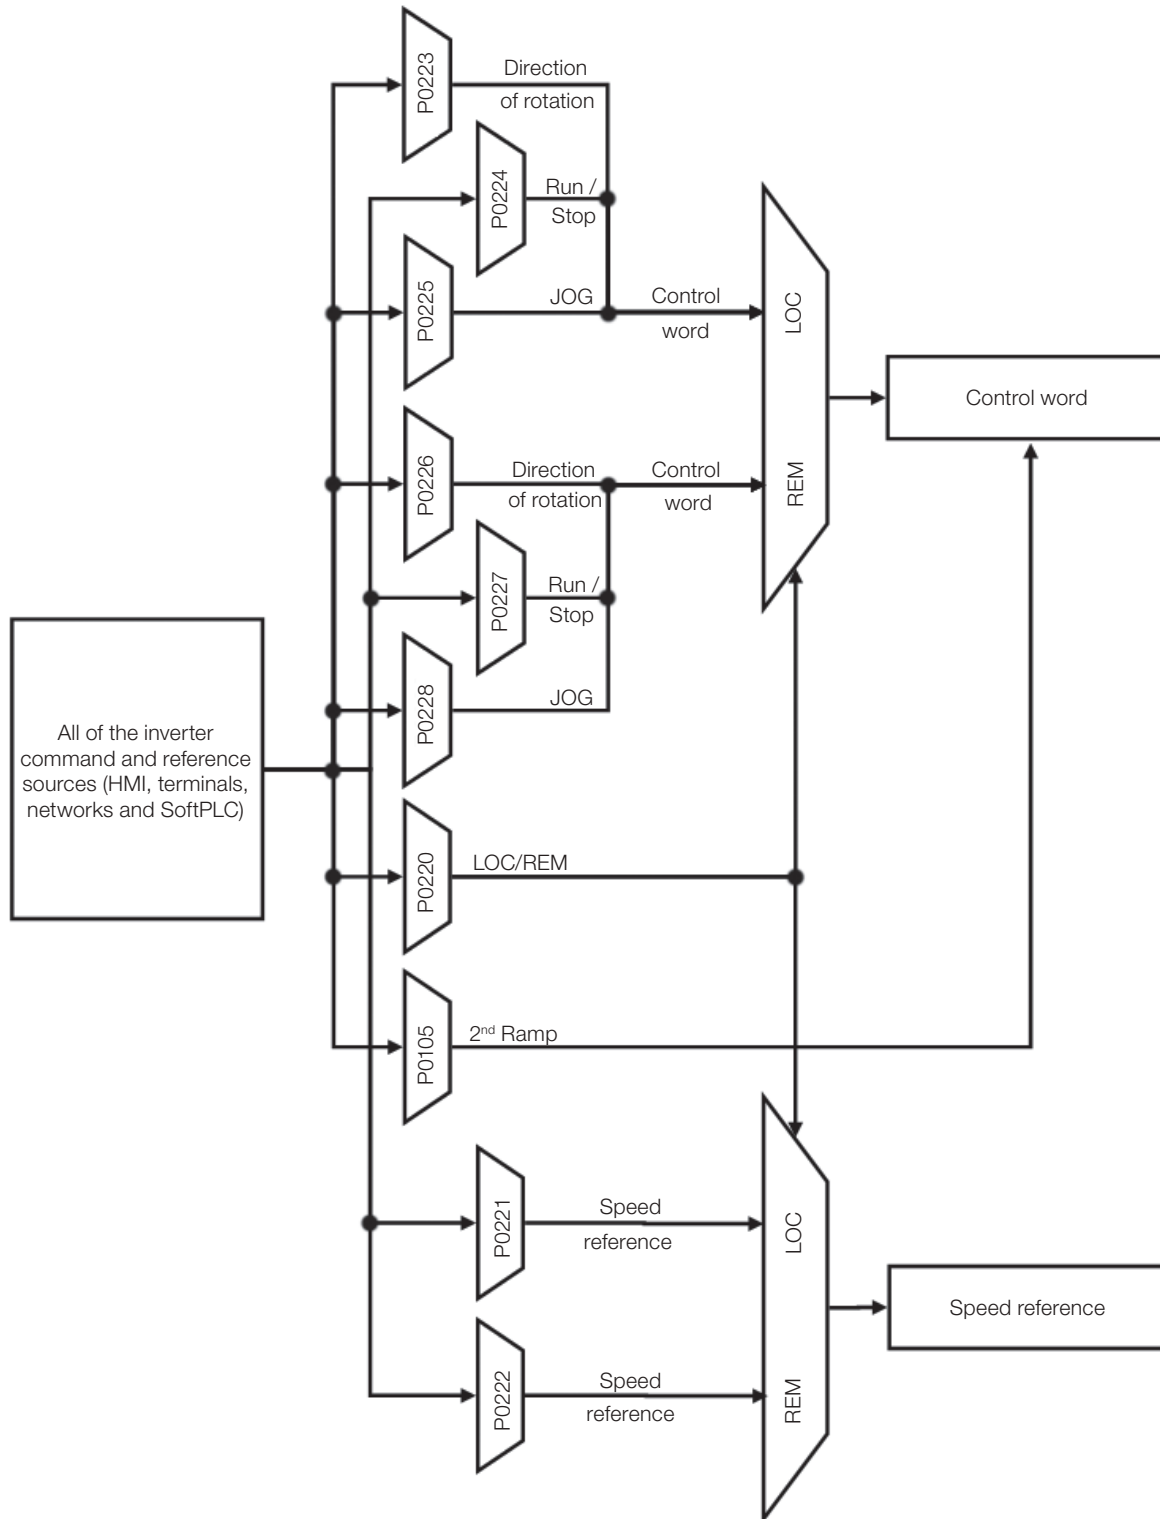 P0223
Direction
of rotation
P0224
Run /
Stop
P0225
JOG
Control
word
LOC
Control word
P0226
Direction
of rotation
Control
word
REM
P0227
Run /
Stop
P0228
JOG
All of the inverter
command and reference
sources (HMI, terminals,
networks and SoftPLC)
P0220
LOC/REM
P0105
2nd Ramp
P0221
Speed
reference
LOC
Speed reference
P0222
Speed
reference
REM